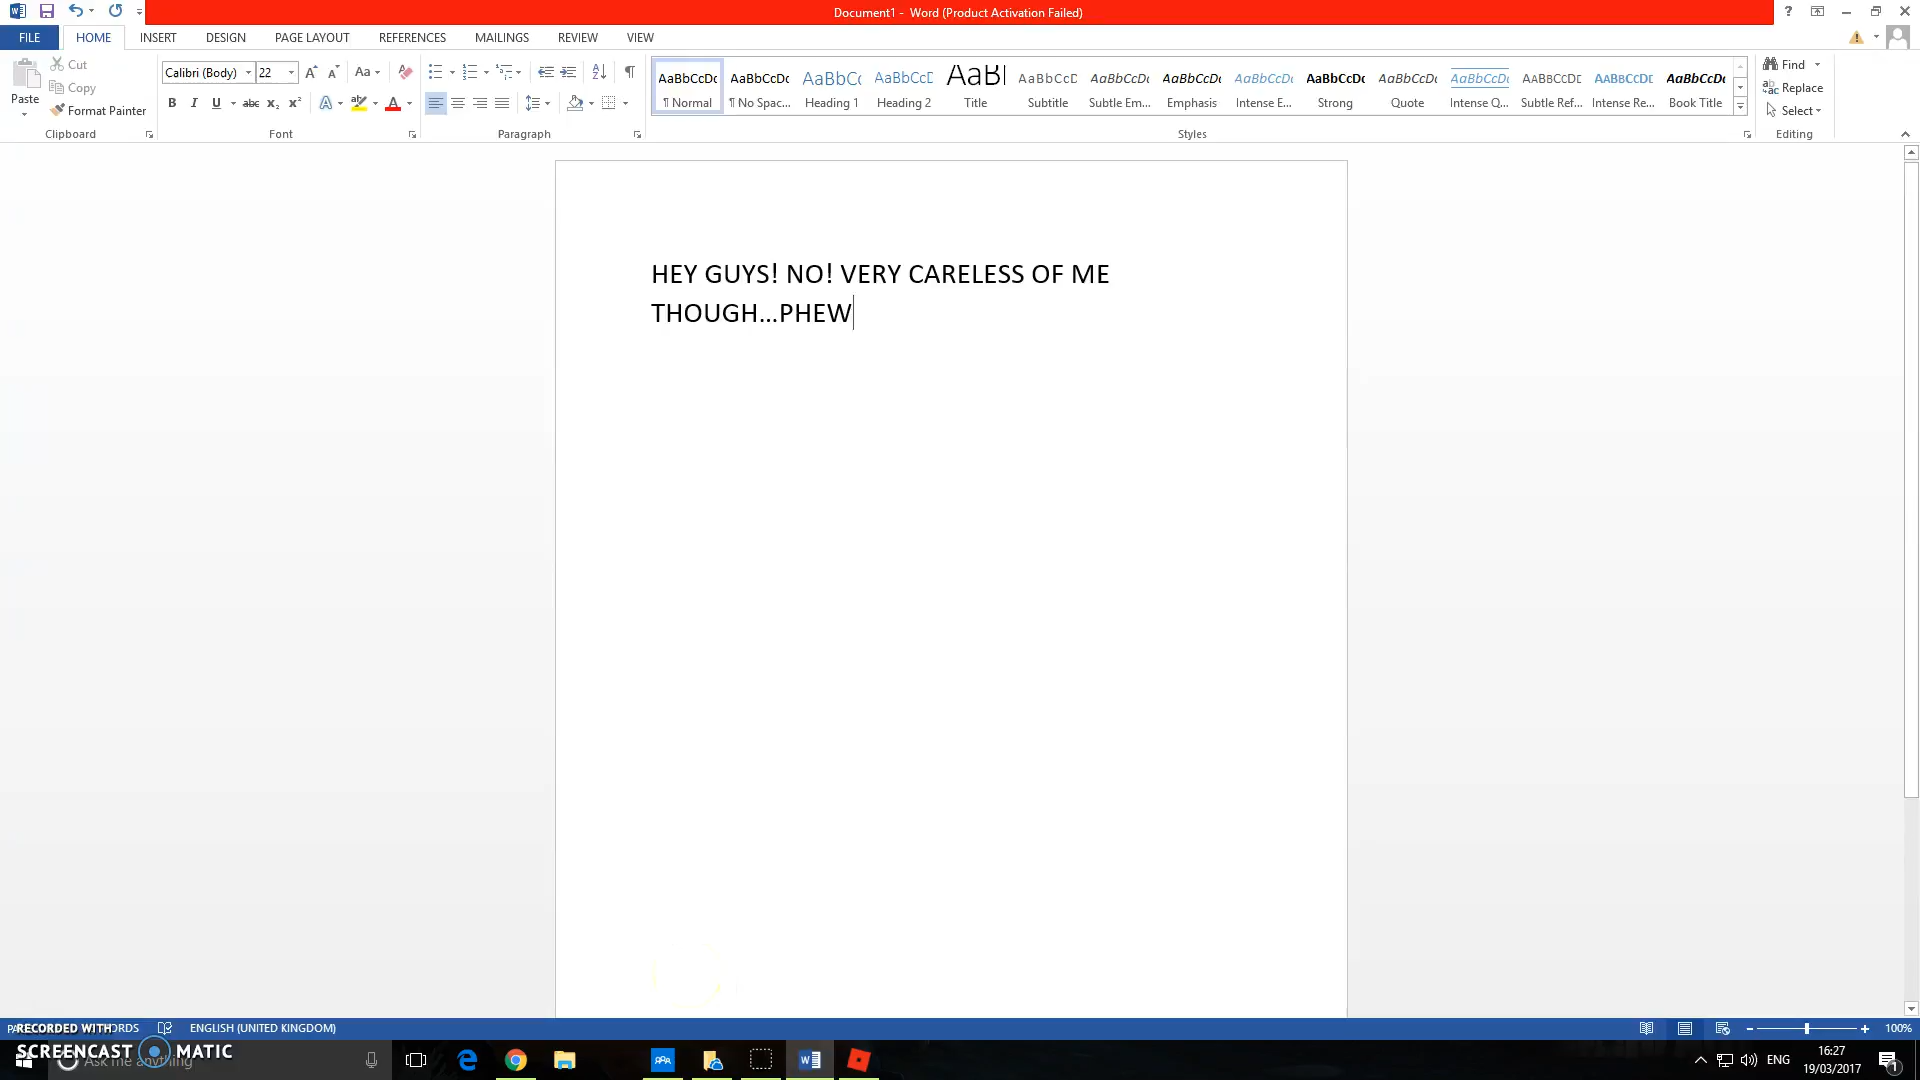 Document1 - Word (Product Activation Failed)
FILE HOME INSERT DESIGN PAGE LAYOUT REFERENCES MAILINGS REVIEW VIEW
Cut
Copy
Format Painter
Paste
Clipboard
Calibri (Body) 22
Font
Paragraph
AaBbCcDc AaBbCcDc AaBbCc AaBbCcD AaBl AaBbCcD AaBbCcDc AaBbCcDc AaBbCcDc AaBbCcDc AaBbCcDc AaBbCcDc AABBCCDE AABBCCDE AaBbCcDc
¶ Normal ¶ No Spac... Heading 1 Heading 2 Title Subtitle Subtle Em... Emphasis Intense E... Strong Quote Intense Q... Subtle Ref... Intense Re... Book Title
Styles
Find
Replace
Select
Editing
HEY GUYS! NO! VERY CARELESS OF ME
THOUGH…PHEW
RECORDED WITH
ENGLISH (UNITED KINGDOM)
100%
SCREENCAST MATIC
Ask me anything
ENG
16:27
19/03/2017